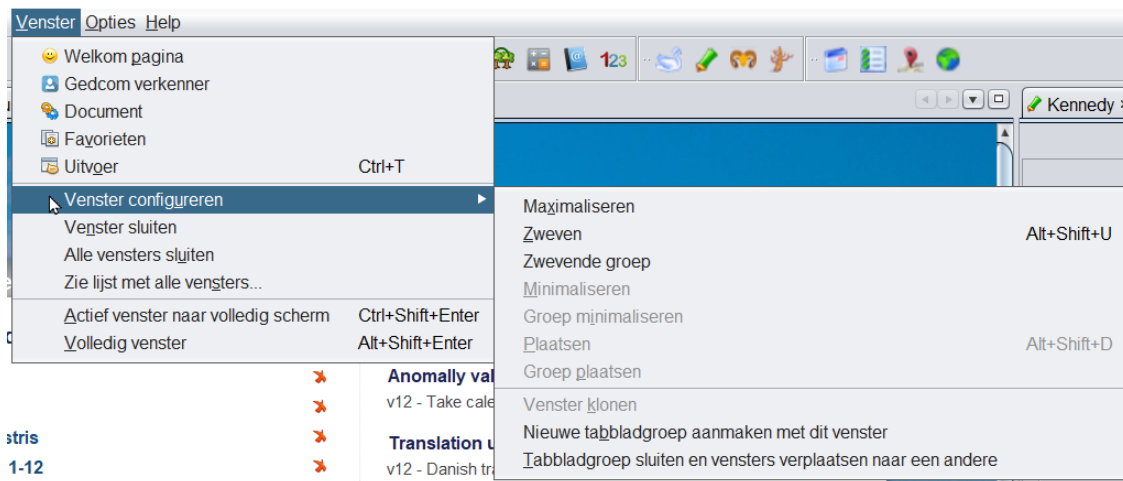 Venster Opties Help
Welkom pagina
Gedcom verkenner
Document
Favorieten
Uitvoer Ctrl+T
Venster configureren
Venster sluiten
Alle vensters sluiten
Zie lijst met alle vensters...
Actief venster naar volledig scherm Ctrl+Shift+Enter
Volledig venster Alt+Shift+Enter
123
Kennedy
Maximaliseren
Zweven Alt+Shift+U
Zwevende groep
Minimaliseren
Groep minimaliseren
Plaatsen Alt+Shift+D
Groep plaatsen
Venster klonen
Nieuwe tabbladgroep aanmaken met dit venster
Tabbladgroep sluiten en vensters verplaatsen naar een andere
Anomally val
v12 - Take cale
stris
Translation u
1-12
v12 - Danish tra